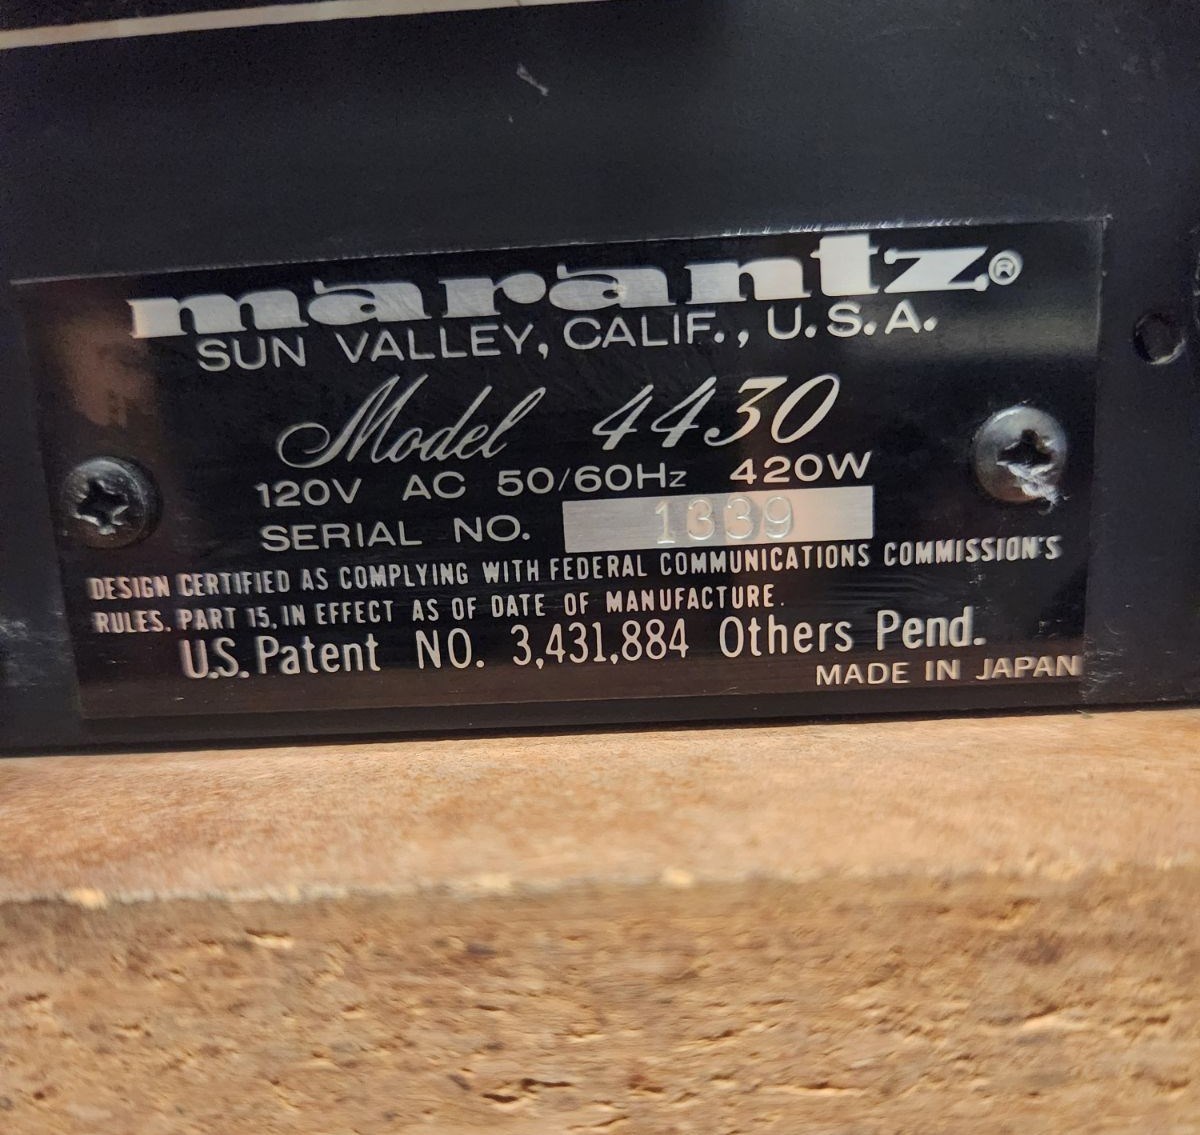 marantz®
SUN VALLEY, CALIF., U.S.A.
Model 4430
120V AC 50/60Hz 420W
SERIAL NO. 1339
DESIGN CERTIFIED AS COMPLYING WITH FEDERAL COMMUNICATIONS COMMISSION'S
RULES. PART 15, IN EFFECT AS OF DATE OF MANUFACTURE.
U.S. Patent NO. 3,431,884 Others Pend.
MADE IN JAPAN